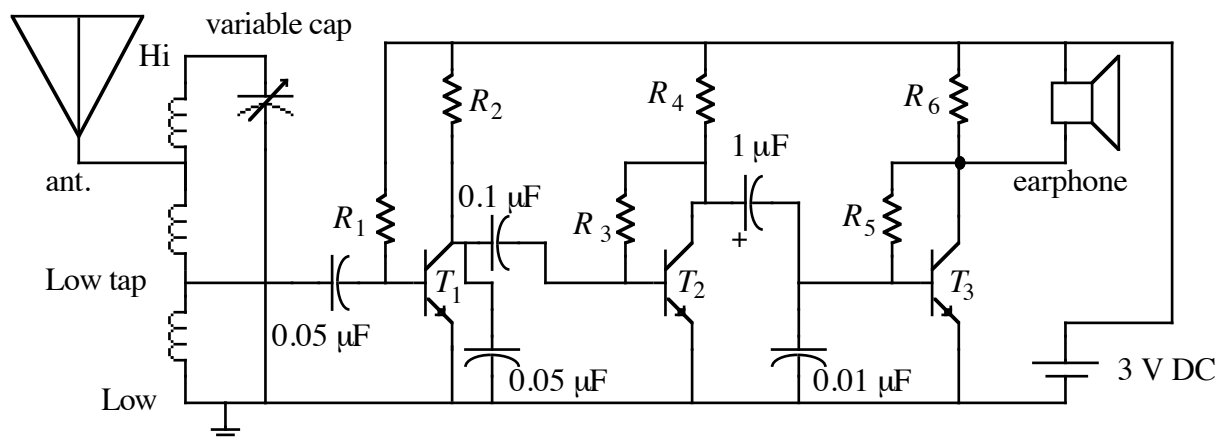 variable cap
Hi
R2
R4
R6
1 µF
ant.
earphone
0.1 µF
R1
R3
R5
+
Low tap
T1
T2
T3
0.05 µF
0.05 µF
0.01 µF
3 V DC
Low